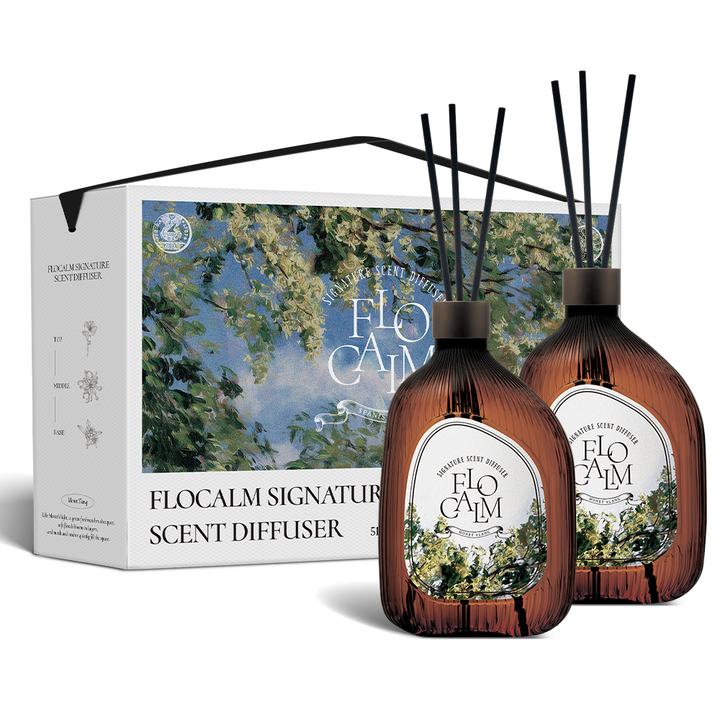 FLOCALM SIGNATURE
SCENT DIFFUSER
TOP
MIDDLE
BASE
SIGNATURE SCENT DIFFUSER
FLO
CALM
FLOCALM SIGNATUR
SCENT DIFFUSER
SIGNATURE SCENT DIFFUSER
FLO
CALM
SIGNATURE SCENT DIFFUSER
FLO
CALM